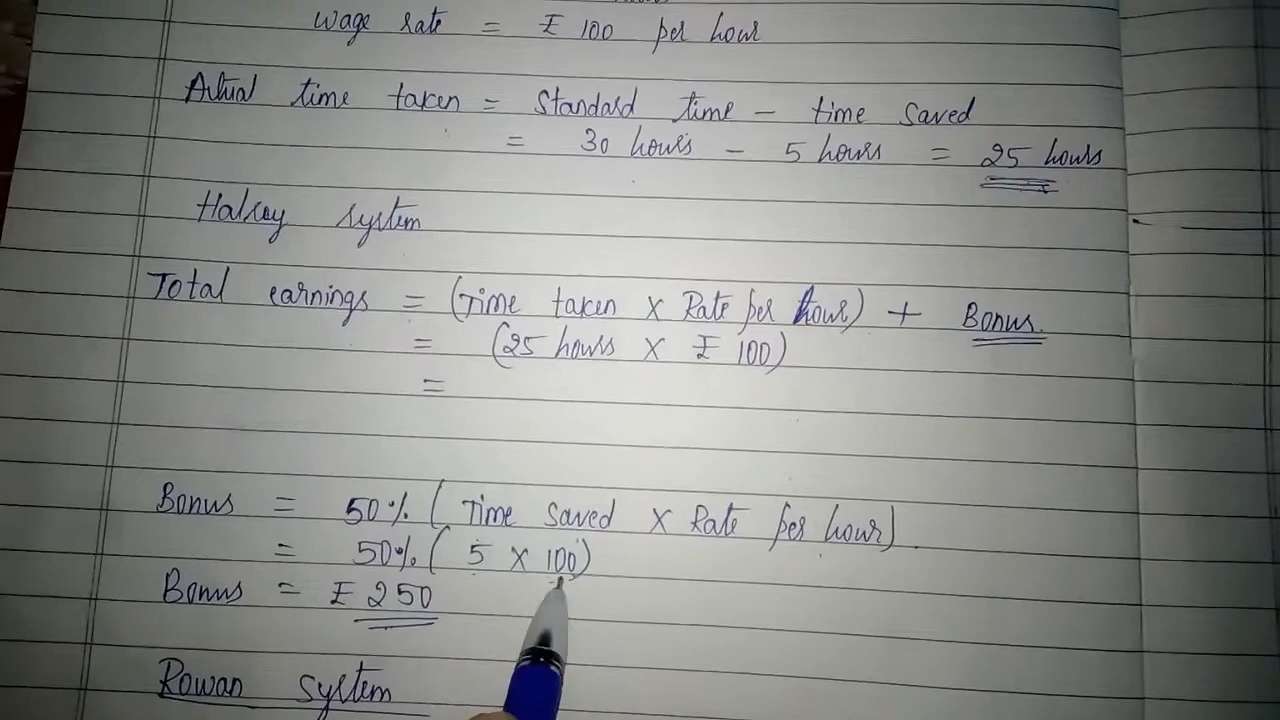 Wage rate = ₹ 100 per hour
Actual time taken = Standard time - time saved
= 30 hours - 5 hours = 25 hours
Halsey system
Total earnings = (Time taken X Rate per hour) + Bonus.
= (25 hours X ₹ 100)
=
Bonus = 50% ( Time saved X Rate per hour)
= 50% ( 5 X 100)
Bonus = ₹ 250
Rowan system